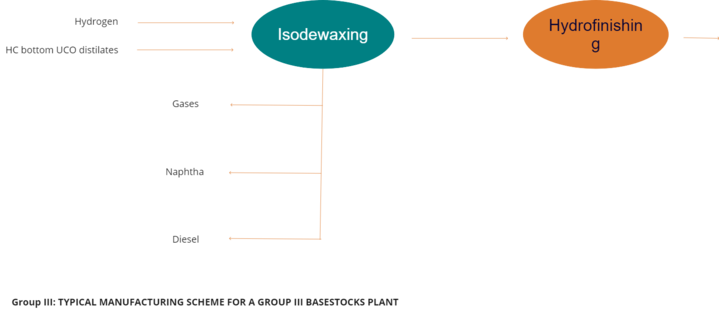 Hydrogen
HC bottom UCO distilates
Isodewaxing
Hydrofinishin
g
Gases
Naphtha
Diesel
Group III: TYPICAL MANUFACTURING SCHEME FOR A GROUP III BASESTOCKS PLANT